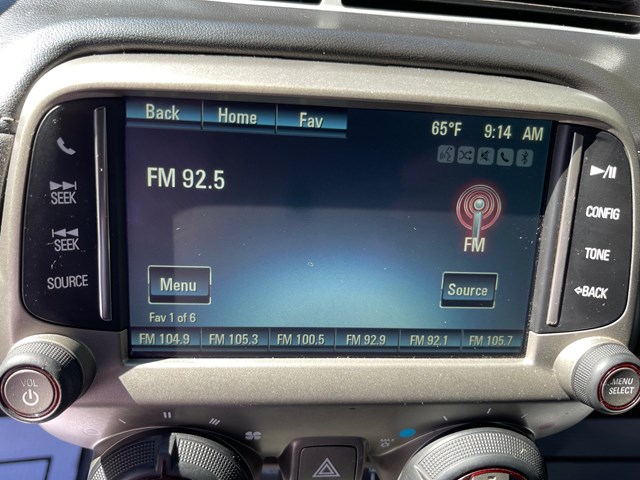 Back Home Fav
65°F 9:14 AM
FM 92.5
FM
Menu
Source
Fav 1 of 6
FM 104.9 FM 105.3 FM 100.5 FM 92.9 FM 92.1 FM 105.7
SEEK
SEEK
SOURCE
CONFIG
TONE
BACK
VOL
MENU
SELECT